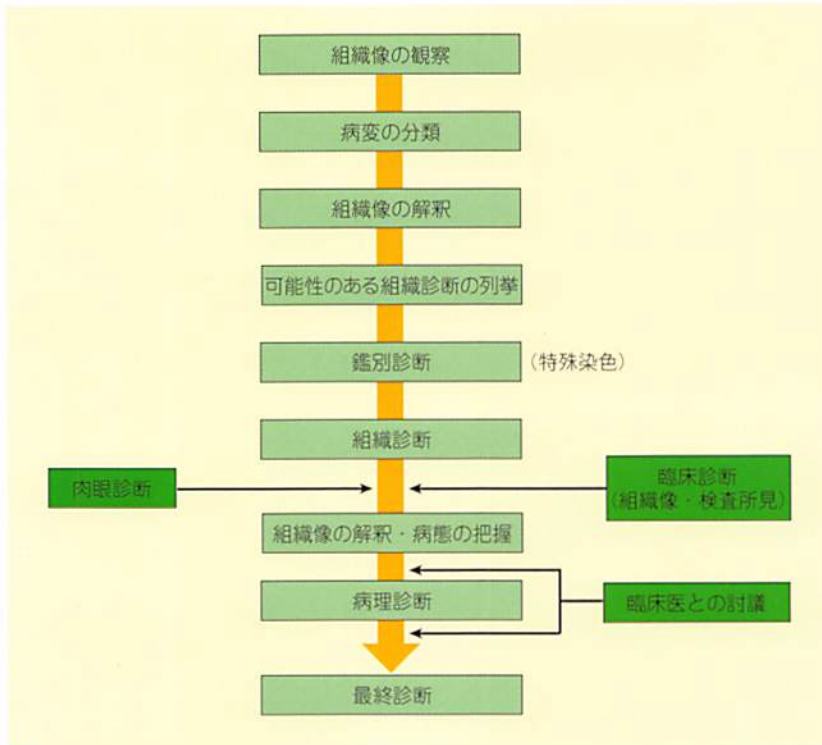 組織像の観察
病変の分類
組織像の解釈
可能性のある組織診断の列挙
鑑別診断
(特殊染色)
組織診断
肉眼診断
臨床診断
(組織像・検査所見)
組織像の解釈・病態の把握
病理診断
臨床医との討議
最終診断